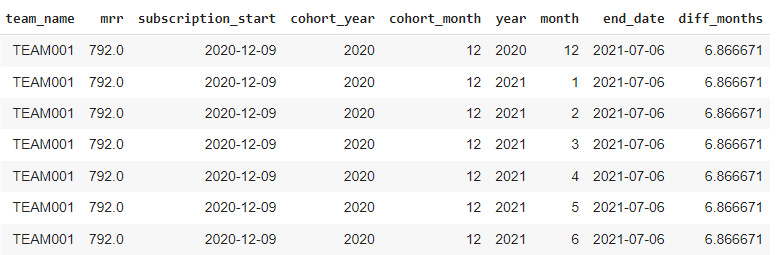 team_name mrr subscription_start cohort_year cohort_month year month end_date diff_months
TEAM001 792.0 2020-12-09 2020 12 2020 12 2021-07-06 6.866671
TEAM001 792.0 2020-12-09 2020 12 2021 1 2021-07-06 6.866671
TEAM001 792.0 2020-12-09 2020 12 2021 2 2021-07-06 6.866671
TEAM001 792.0 2020-12-09 2020 12 2021 3 2021-07-06 6.866671
TEAM001 792.0 2020-12-09 2020 12 2021 4 2021-07-06 6.866671
TEAM001 792.0 2020-12-09 2020 12 2021 5 2021-07-06 6.866671
TEAM001 792.0 2020-12-09 2020 12 2021 6 2021-07-06 6.866671